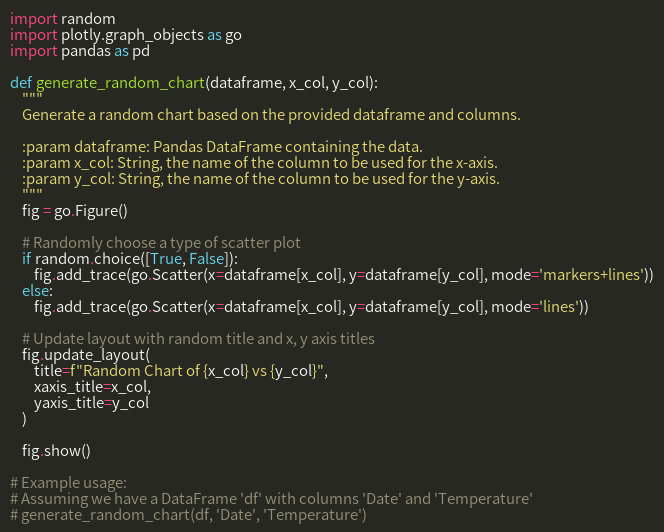 import random
import plotly.graph_objects as go
import pandas as pd

def generate_random_chart(dataframe, x_col, y_col):
    """
    Generate a random chart based on the provided dataframe and columns.

    :param dataframe: Pandas DataFrame containing the data.
    :param x_col: String, the name of the column to be used for the x-axis.
    :param y_col: String, the name of the column to be used for the y-axis.
    """
    fig = go.Figure()

    # Randomly choose a type of scatter plot
    if random.choice([True, False]):
        fig.add_trace(go.Scatter(x=dataframe[x_col], y=dataframe[y_col], mode='markers+lines'))
    else:
        fig.add_trace(go.Scatter(x=dataframe[x_col], y=dataframe[y_col], mode='lines'))

    # Update layout with random title and x, y axis titles
    fig.update_layout(
        title=f"Random Chart of {x_col} vs {y_col}",
        xaxis_title=x_col,
        yaxis_title=y_col
    )

    fig.show()

# Example usage:
# Assuming we have a DataFrame 'df' with columns 'Date' and 'Temperature'
# generate_random_chart(df, 'Date', 'Temperature')